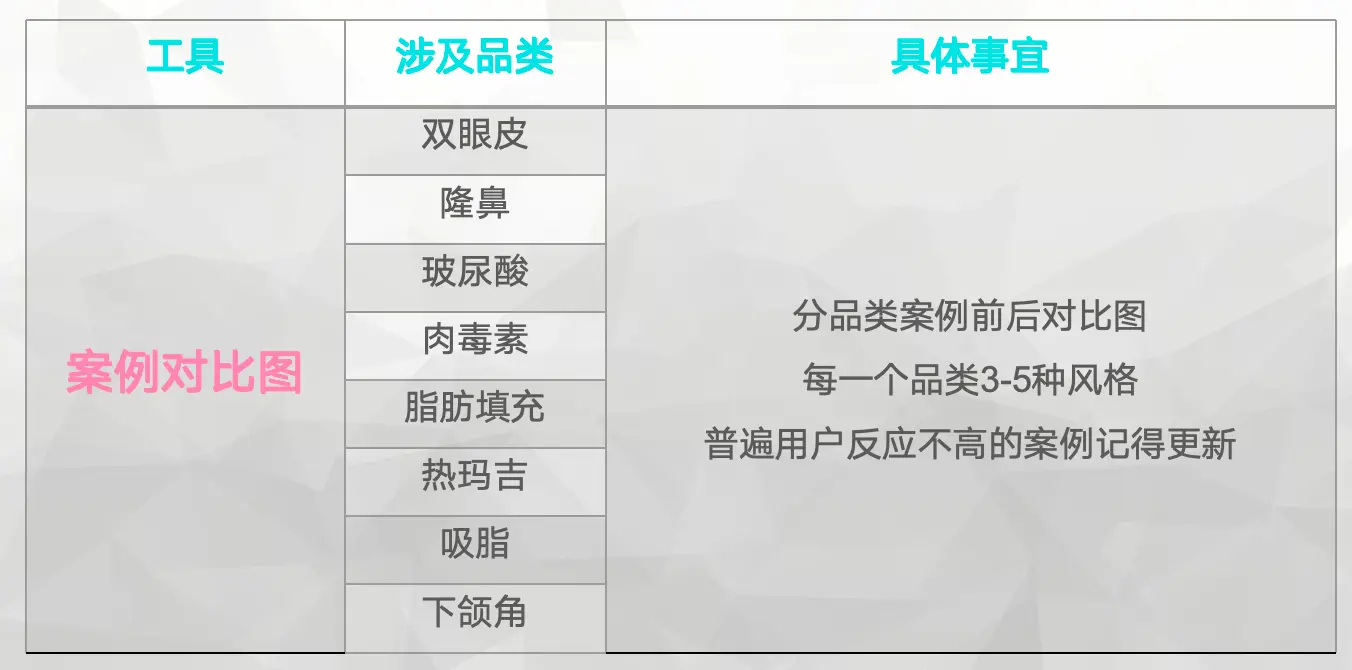 工具 涉及品类 具体事宜
案例对比图
双眼皮
隆鼻
玻尿酸
肉毒素
脂肪填充
热玛吉
吸脂
下颌角
分品类案例前后对比图
每一个品类3-5种风格
普遍用户反应不高的案例记得更新